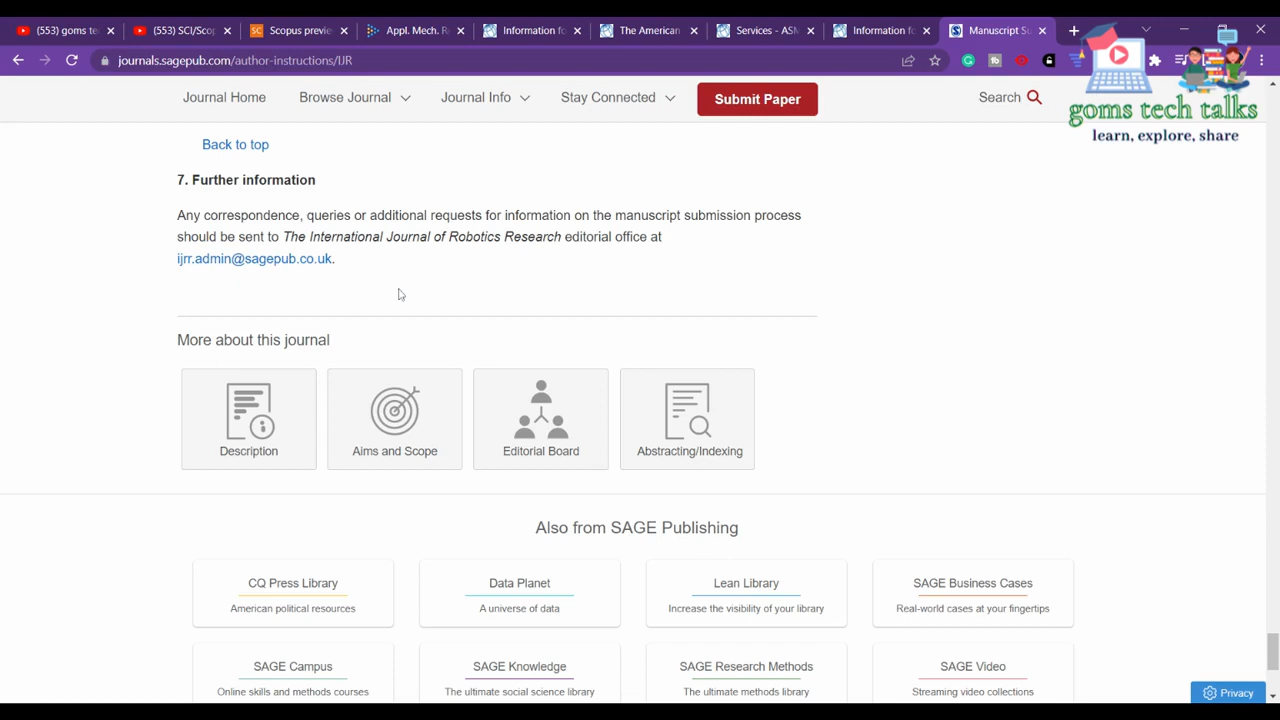 (553) goms te
(553) SCI/Scop
Scopus previe
Appl. Mech. R
Information fo
The American
Services - ASM
Information fo
Manuscript Su
journals.sagepub.com/author-instructions/IJR
goms tech talks
learn, explore, share
Journal Home
Browse Journal
Journal Info
Stay Connected
Submit Paper
Search
Back to top
7. Further information
Any correspondence, queries or additional requests for information on the manuscript submission process
should be sent to The International Journal of Robotics Research editorial office at
ijrr.admin@sagepub.co.uk.
More about this journal
Description
Aims and Scope
Editorial Board
Abstracting/Indexing
Also from SAGE Publishing
CQ Press Library
American political resources
Data Planet
A universe of data
Lean Library
Increase the visibility of your library
SAGE Business Cases
Real-world cases at your fingertips
SAGE Campus
Online skills and methods courses
SAGE Knowledge
The ultimate social science library
SAGE Research Methods
The ultimate methods library
SAGE Video
Streaming video collections
Privacy